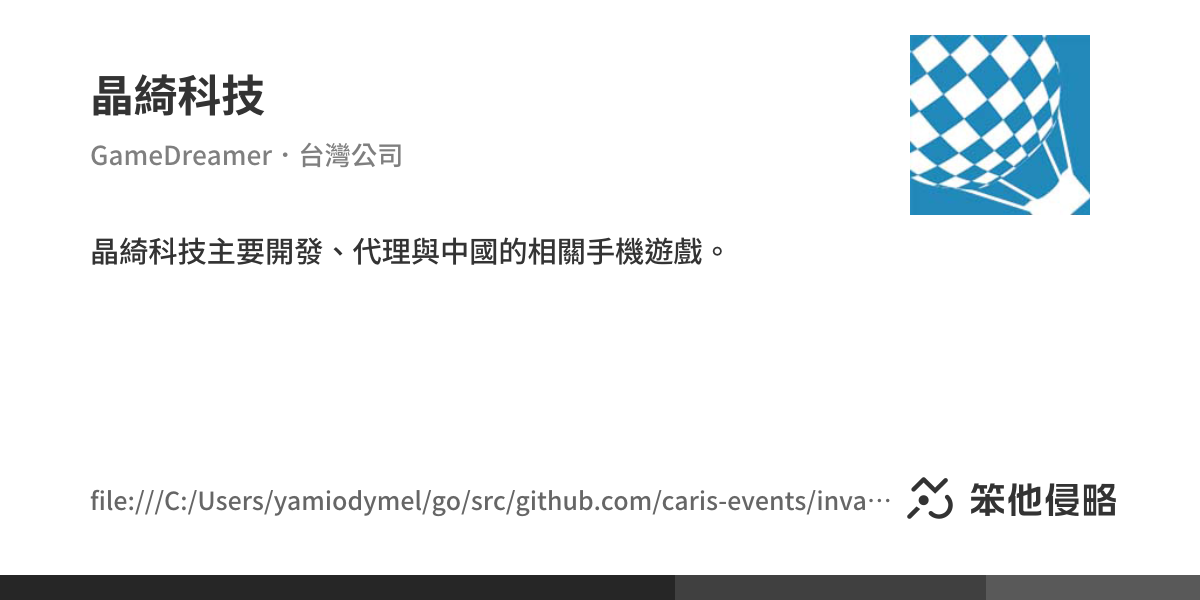 晶綺科技
GameDreamer・台灣公司
晶綺科技主要開發、代理與中國的相關手機遊戲。
file:///C:/Users/yamiodymel/go/src/github.com/caris-events/inva…
笨他侵略